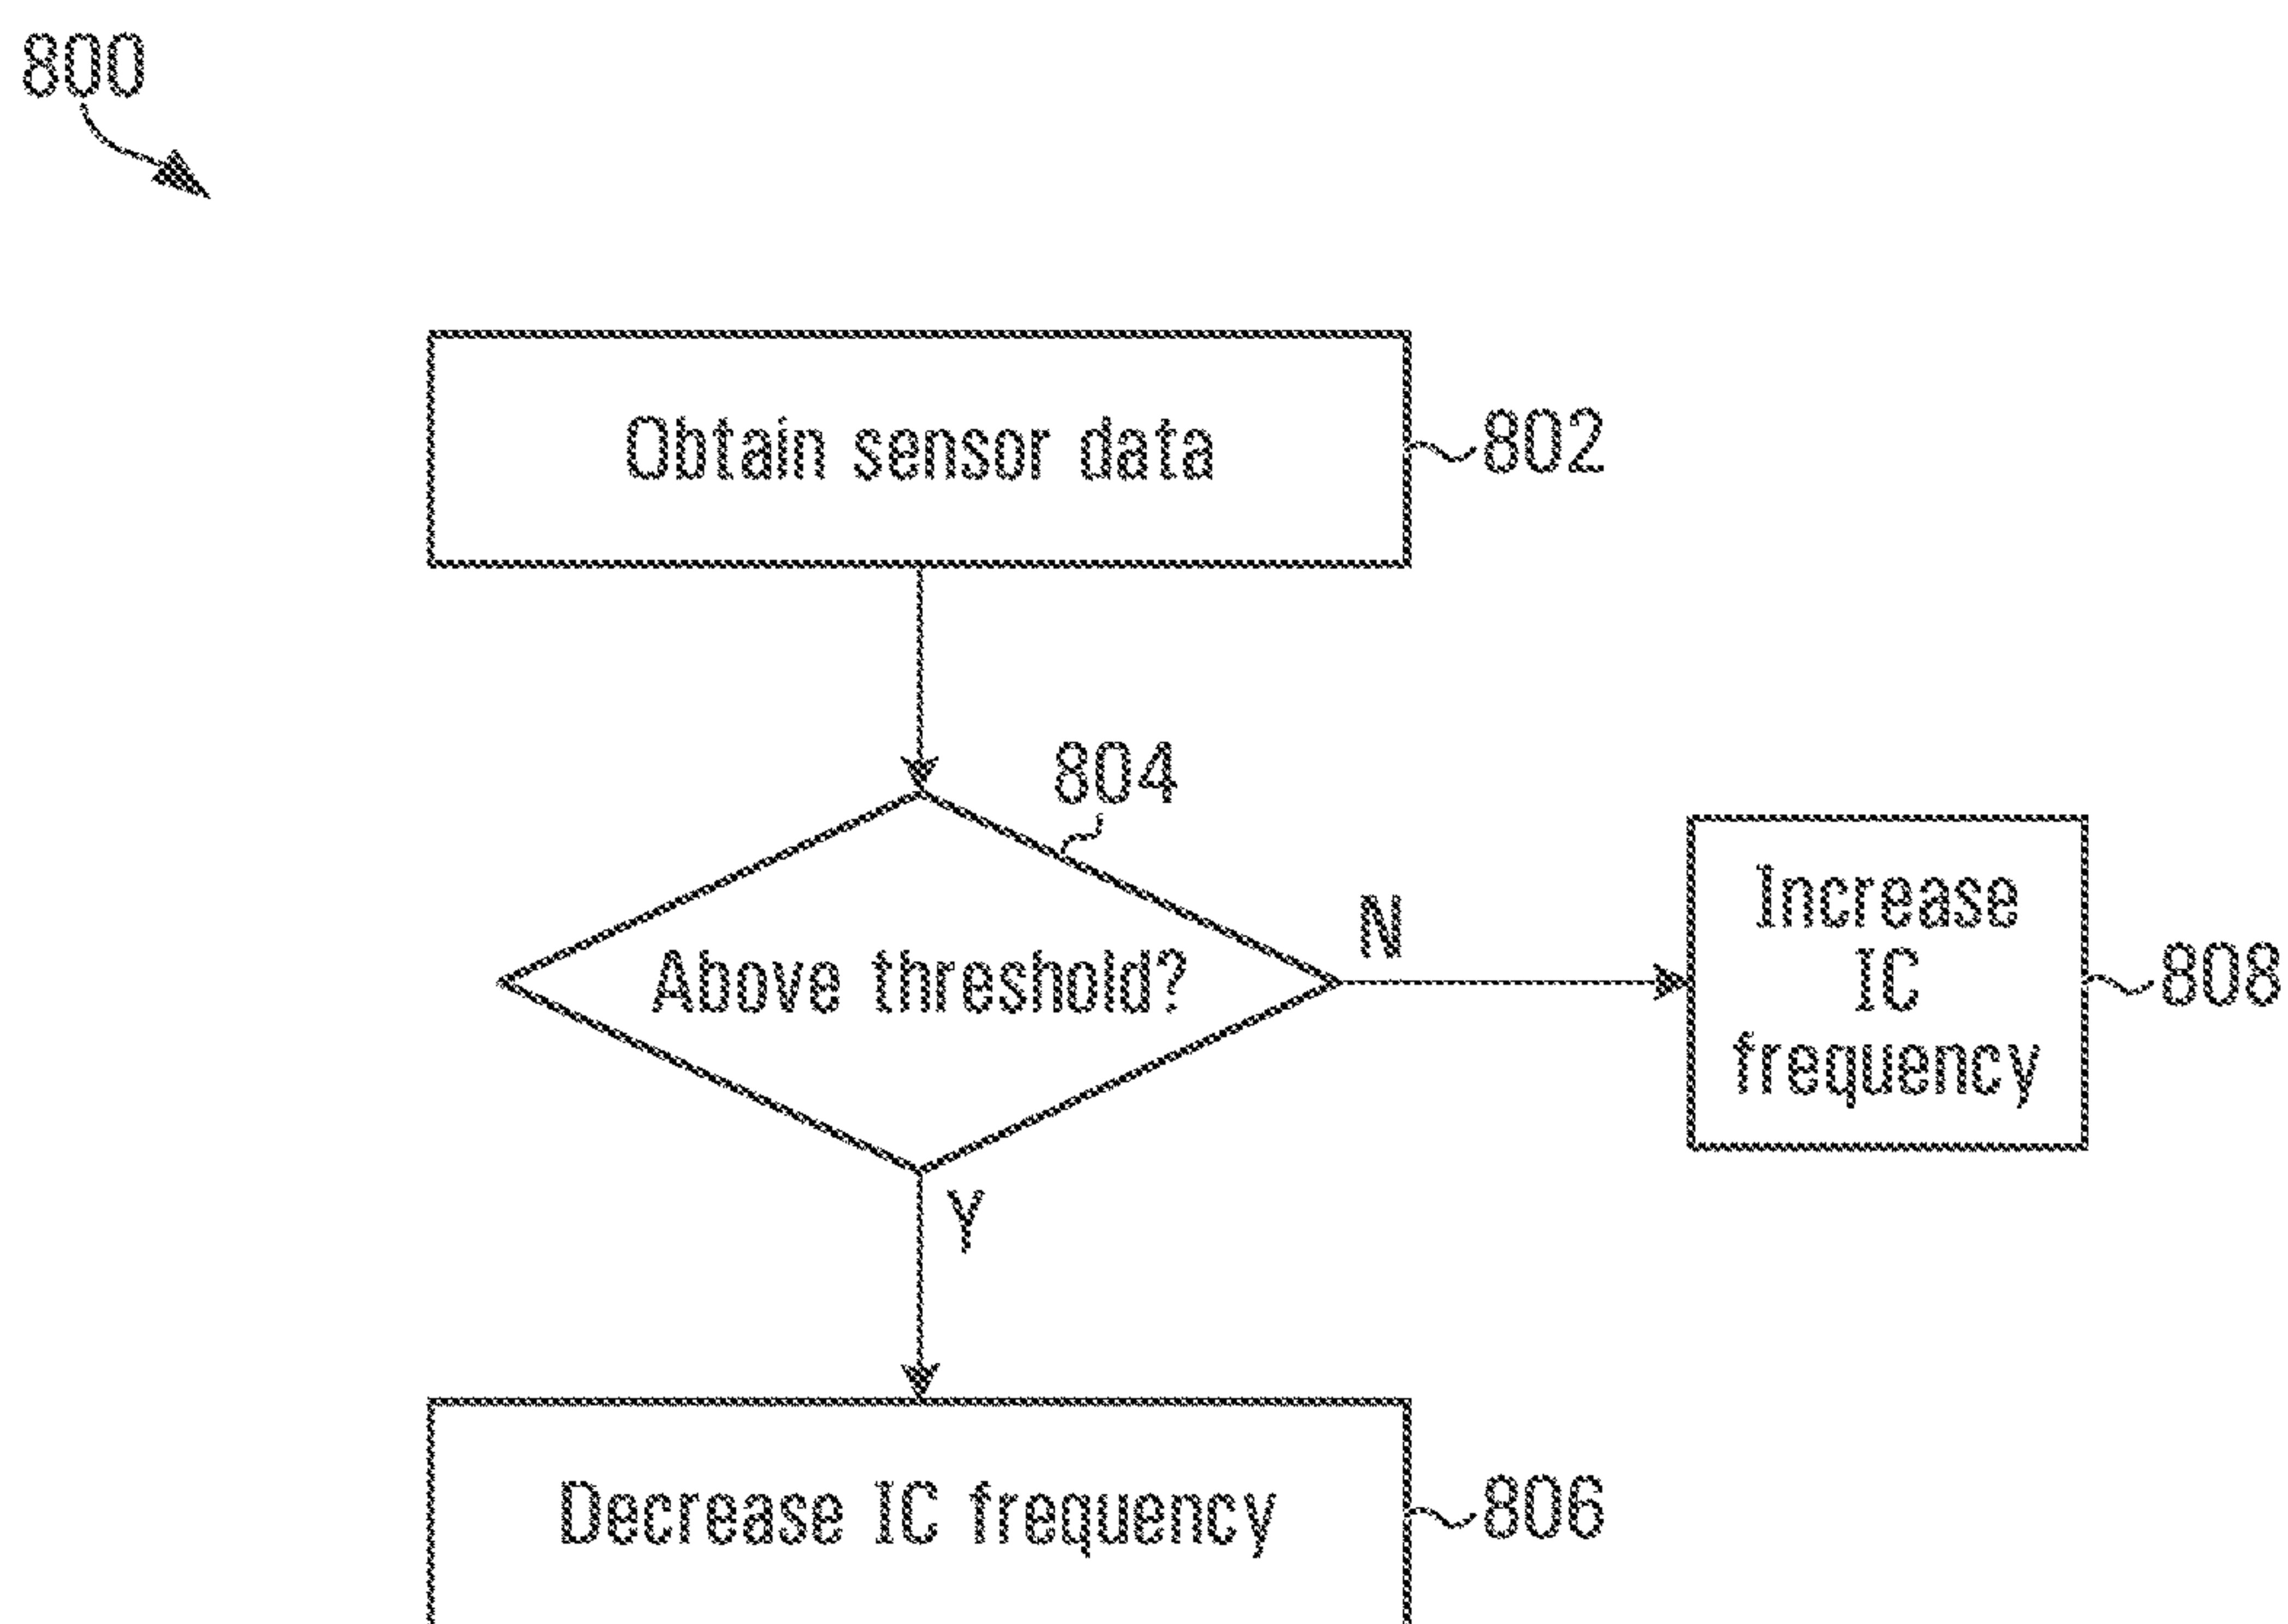 800
Obtain sensor data
802
804
Above threshold?
N
Increase
IC
frequency
808
Y
Decrease IC frequency
806